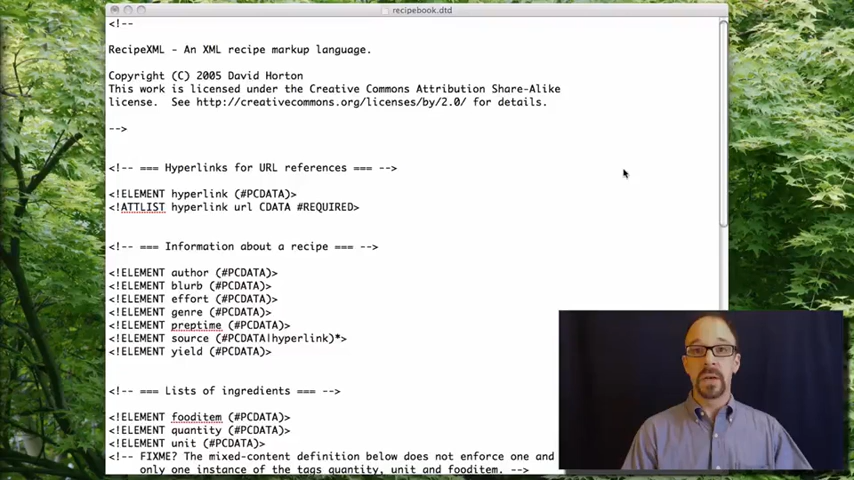 recipebook.dtd
<!--
RecipeXML - An XML recipe markup language.
Copyright (C) 2005 David Horton
This work is licensed under the Creative Commons Attribution Share-Alike
license.  See http://creativecommons.org/licenses/by/2.0/ for details.
-->
<!-- === Hyperlinks for URL references === -->
<!ELEMENT hyperlink (#PCDATA)>
<!ATTLIST hyperlink url CDATA #REQUIRED>
<!-- === Information about a recipe === -->
<!ELEMENT author (#PCDATA)>
<!ELEMENT blurb (#PCDATA)>
<!ELEMENT effort (#PCDATA)>
<!ELEMENT genre (#PCDATA)>
<!ELEMENT preptime (#PCDATA)>
<!ELEMENT source (#PCDATA|hyperlink)*>
<!ELEMENT yield (#PCDATA)>
<!-- === Lists of ingredients === -->
<!ELEMENT fooditem (#PCDATA)>
<!ELEMENT quantity (#PCDATA)>
<!ELEMENT unit (#PCDATA)>
<!-- FIXME? The mixed-content definition below does not enforce one and
only one instance of the tags quantity, unit and fooditem. -->